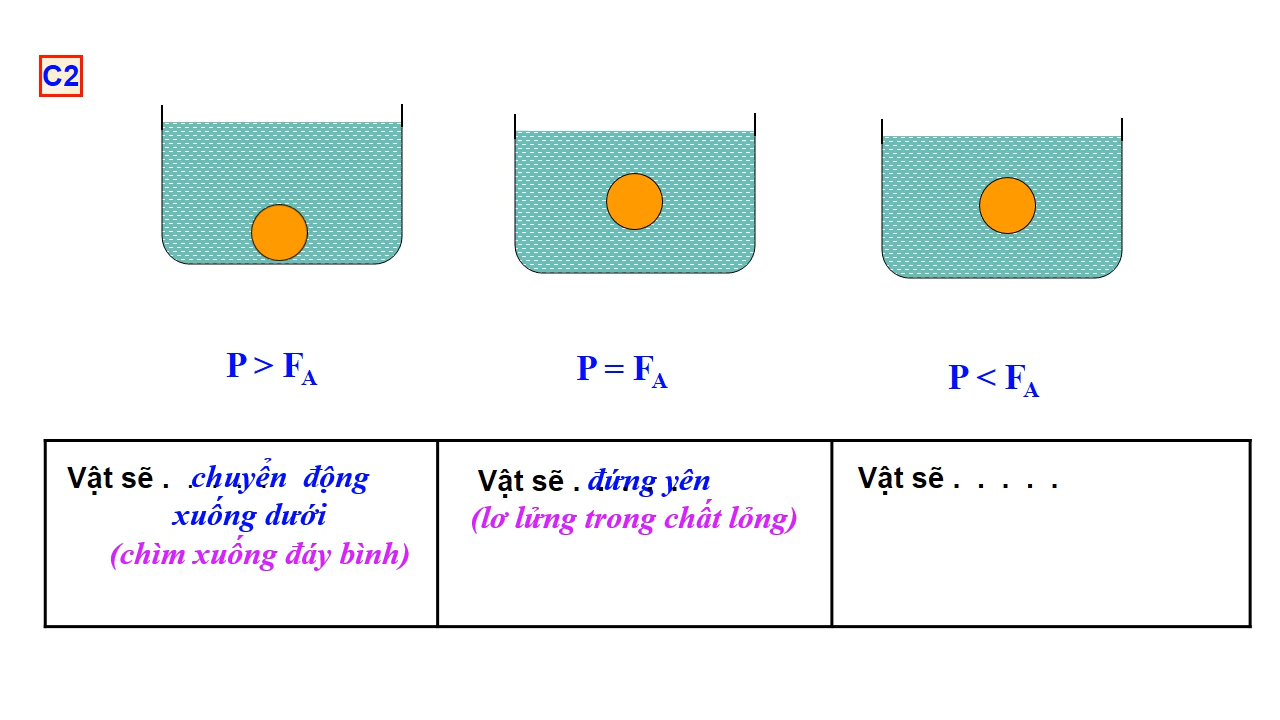 C2
P > FA
P = FA
P < FA
Vật sẽ . . . . . chuyển động
xuống dưới
(chìm xuống đáy bình)
Vật sẽ . . . . . đứng yên
(lơ lửng trong chất lỏng)
Vật sẽ . . . . .